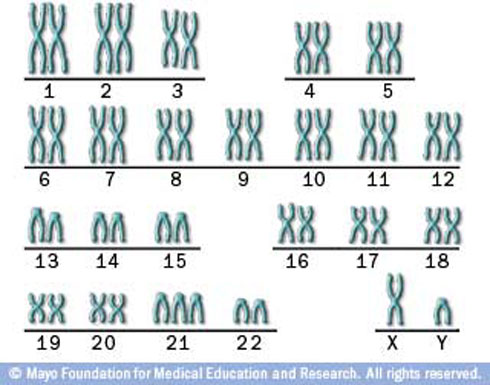 1 2 3 4 5
6 7 8 9 10 11 12
13 14 15 16 17 18
19 20 21 22 X Y
© Mayo Foundation for Medical Education and Research. All rights reserved.